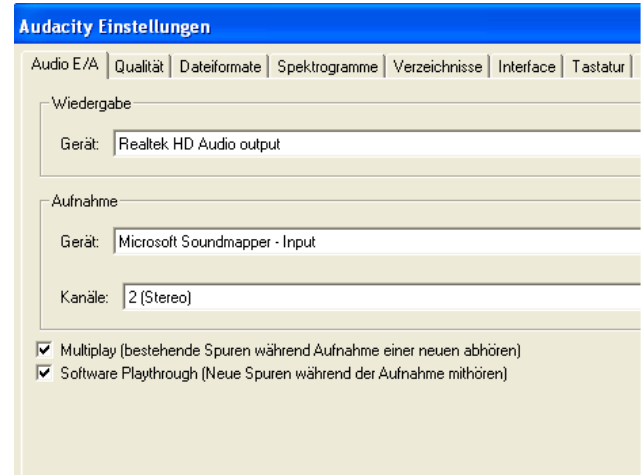 Audacity Einstellungen
Audio E/A Qualität Dateiformate Spektrogramme Verzeichnisse Interface Tastatur
Wiedergabe
Gerät: Realtek HD Audio output
Aufnahme
Gerät: Microsoft Soundmapper - Input
Kanäle: 2 (Stereo)
Multiplay (bestehende Spuren während Aufnahme einer neuen abhören)
Software Playthrough (Neue Spuren während der Aufnahme mithören)